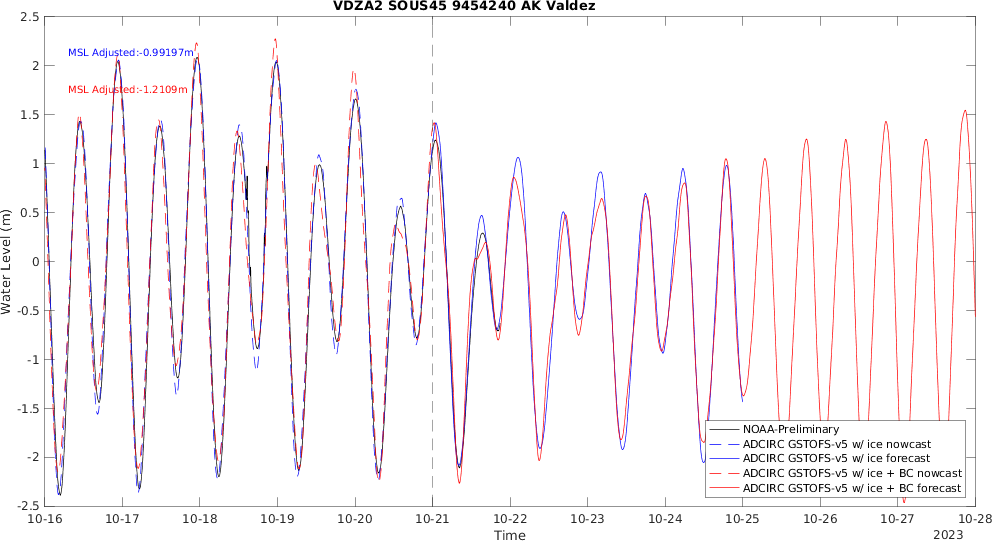 VDZA2 SOUS45 9454240 AK Valdez
MSL Adjusted:-0.99197m
MSL Adjusted:-1.2109m
Water Level (m)
2.5
2
1.5
1
0.5
0
-0.5
-1
-1.5
-2
-2.5
NOAA-Preliminary
ADCIRC GSTOFS-v5 w/ ice nowcast
ADCIRC GSTOFS-v5 w/ ice forecast
ADCIRC GSTOFS-v5 w/ ice + BC nowcast
ADCIRC GSTOFS-v5 w/ ice + BC forecast
10-16 10-17 10-18 10-19 10-20 10-21 10-22 10-23 10-24 10-25 10-26 10-27 10-28
Time
2023